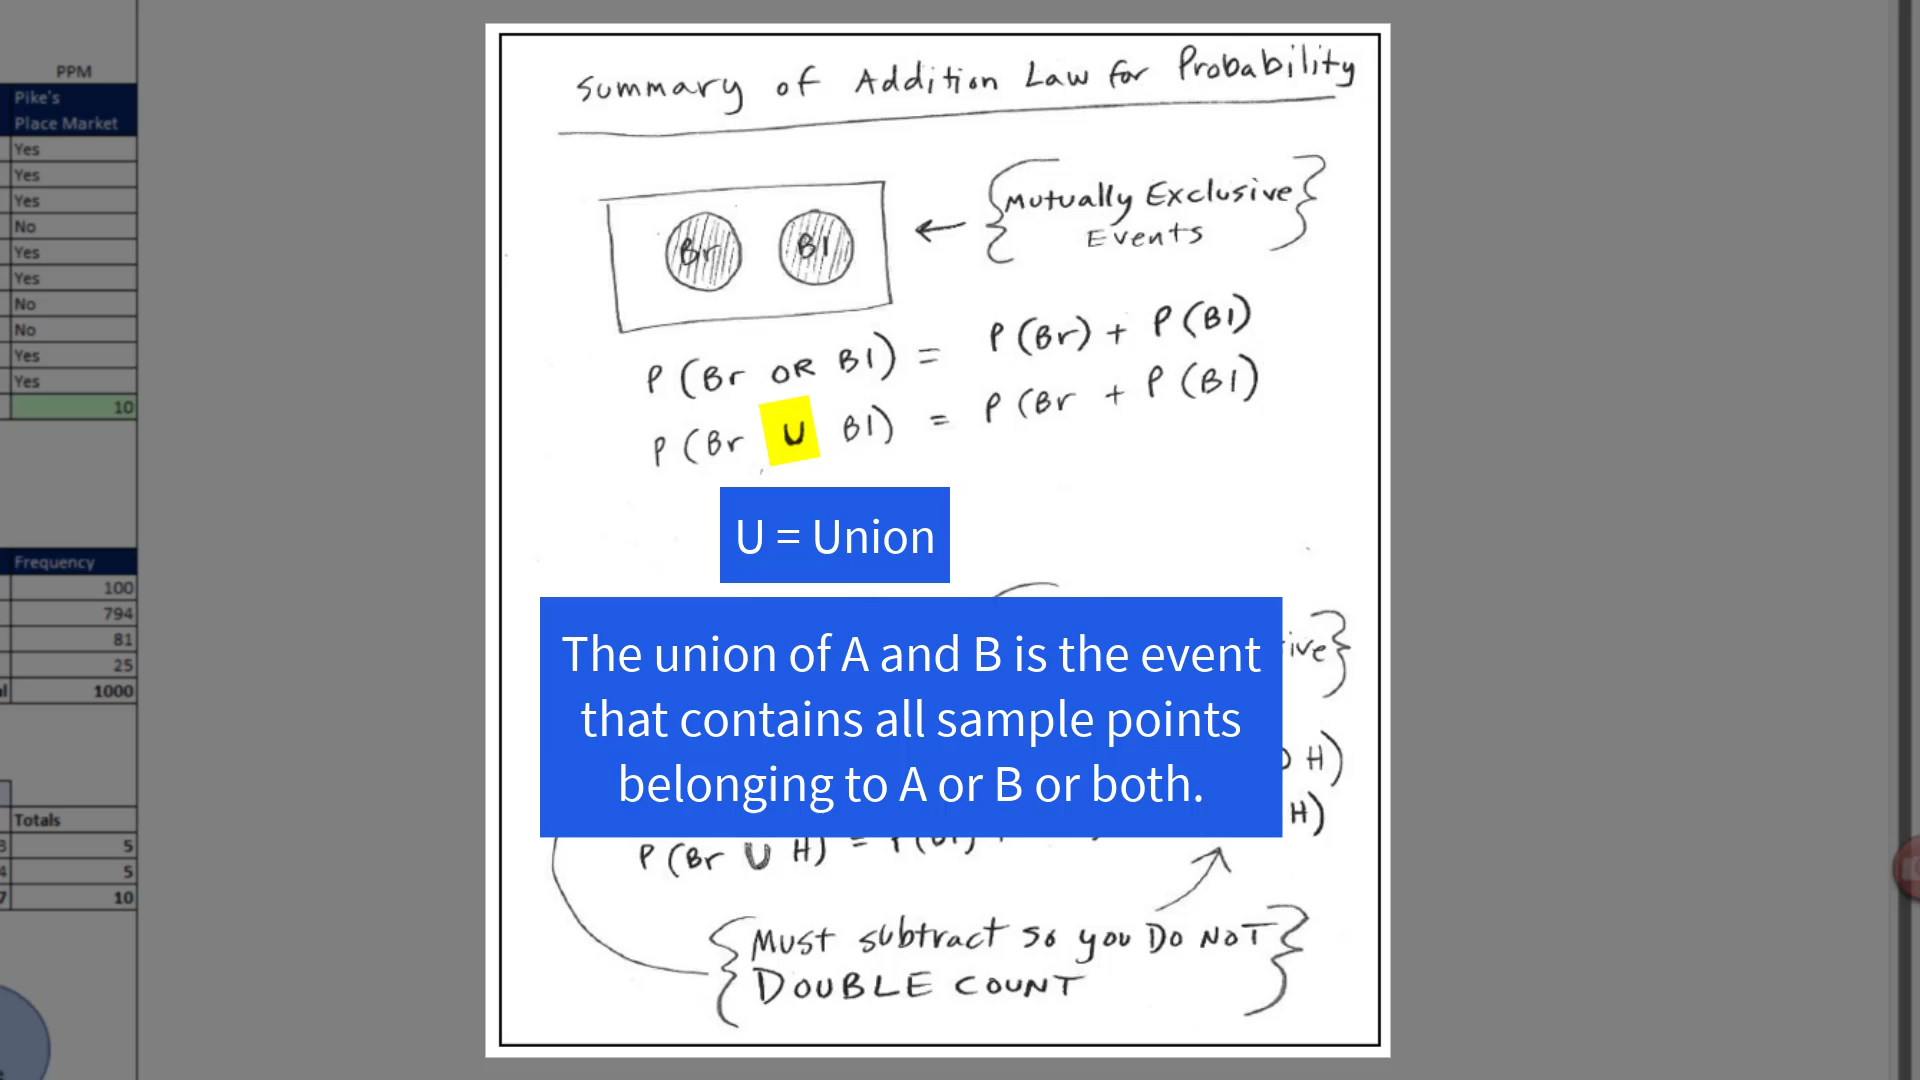 PPM
Pike's
Place Market
Yes
Yes
Yes
No
Yes
Yes
No
No
Yes
Yes
10
Frequency
100
794
81
25
1000
Totals
5
5
10
Summary of Addition Law for Probability
Br
Bl
Mutually Exclusive
Events
P (Br OR Bl) = P (Br) + P (Bl)
P (Br U Bl) = P (Br + P (Bl)
U = Union
The union of A and B is the event
that contains all sample points
belonging to A or B or both.
H)
H)
P (Br U H) =
Must subtract so you DO NOT
DOUBLE COUNT